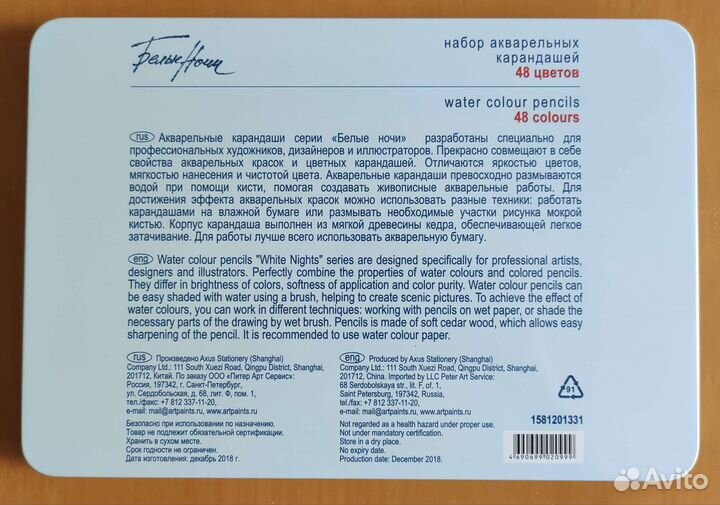 Белые Ночи
набор акварельных
карандашей
48 цветов
water colour pencils
48 colours
rus Акварельные карандаши серии «Белые ночи» разработаны специально для
профессиональных художников, дизайнеров и иллюстраторов. Прекрасно совмещают в себе
свойства акварельных красок и цветных карандашей. Отличаются яркостью цветов,
мягкостью нанесения и чистотой цвета. Акварельные карандаши превосходно размываются
водой при помощи кисти, помогая создавать живописные акварельные работы. Для
достижения эффекта акварельных красок можно использовать разные техники: работать
карандашами на влажной бумаге или размывать необходимые участки рисунка мокрой
кистью. Корпус карандаша выполнен из мягкой древесины кедра, обеспечивающей легкое
затачивание. Для работы лучше всего использовать акварельную бумагу.
eng Water colour pencils "White Nights" series are designed specifically for professional artists,
designers and illustrators. Perfectly combine the properties of water colours and colored pencils.
They differ in brightness of colors, softness of application and color purity. Water colour pencils can
be easy shaded with water using a brush, helping to create scenic pictures. To achieve the effect of
water colours, you can work in different techniques: working with pencils on wet paper, or shade the
necessary parts of the drawing by wet brush. Pencils is made of soft cedar wood, which allows easy
sharpening of the pencil. It is recommended to use water colour paper.
rus Произведено Axus Stationery (Shanghai)
Company Ltd.: 111 South Xuezi Road, Qingpu District, Shanghai,
201717, Китай. По заказу ООО «Питер Арт Сервис»:
Россия, 197342, г. Санкт-Петербург,
ул. Сердобольская, д. 68, лит. Ф, пом. 1,
тел./факс: +7 812 337-11-20,
e-mail: mail@artpaints.ru, www.artpaints.ru
Безопасно при использовании по назначению.
Товар не подлежит обязательной сертификации.
Хранить в сухом месте.
Срок годности не ограничен.
Дата изготовления: декабрь 2018 г.
eng Produced by Axus Stationery (Shanghai)
Company Ltd.: 111 South Xuezi Road, Qingpu District, Shanghai,
201717, China. Imported by LLC Peter Art Service:
68 Serdobolskaya str., lit. F, of. 1,
Saint Petersburg, 197342, Russia,
tel./fax: +7 812 337-11-20,
e-mail: mail@artpaints.ru, www.artpaints.ru
Not regarded as a health hazard under proper use.
Not under mandatory certification.
Store in a dry place.
No expiry date.
Production date: December 2018.
91
1581201331
4 690699 020999
Avito